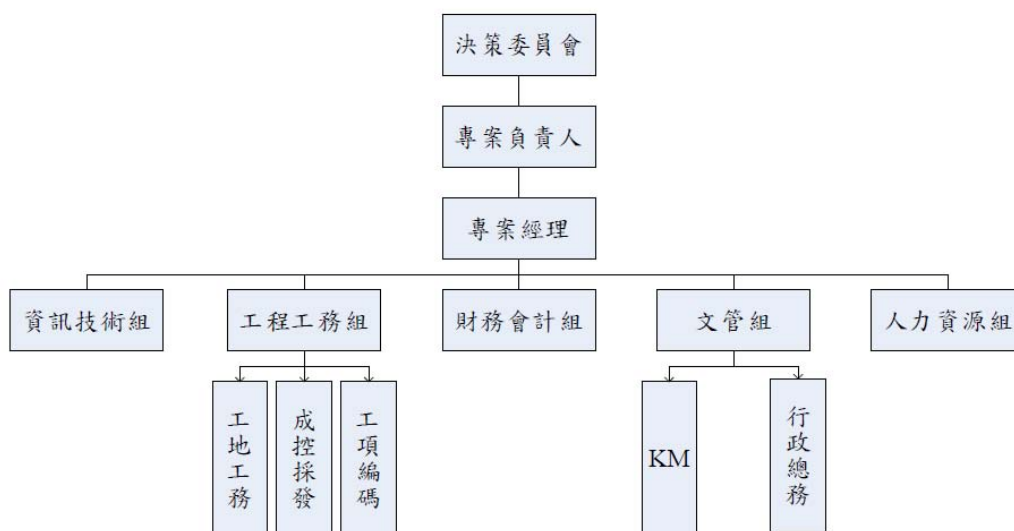 決策委員會
專案負責人
專案經理
資訊技術組
工程工務組
財務會計組
文管組
人力資源組
工地工務
成控採發
工項編碼
KM
行政總務